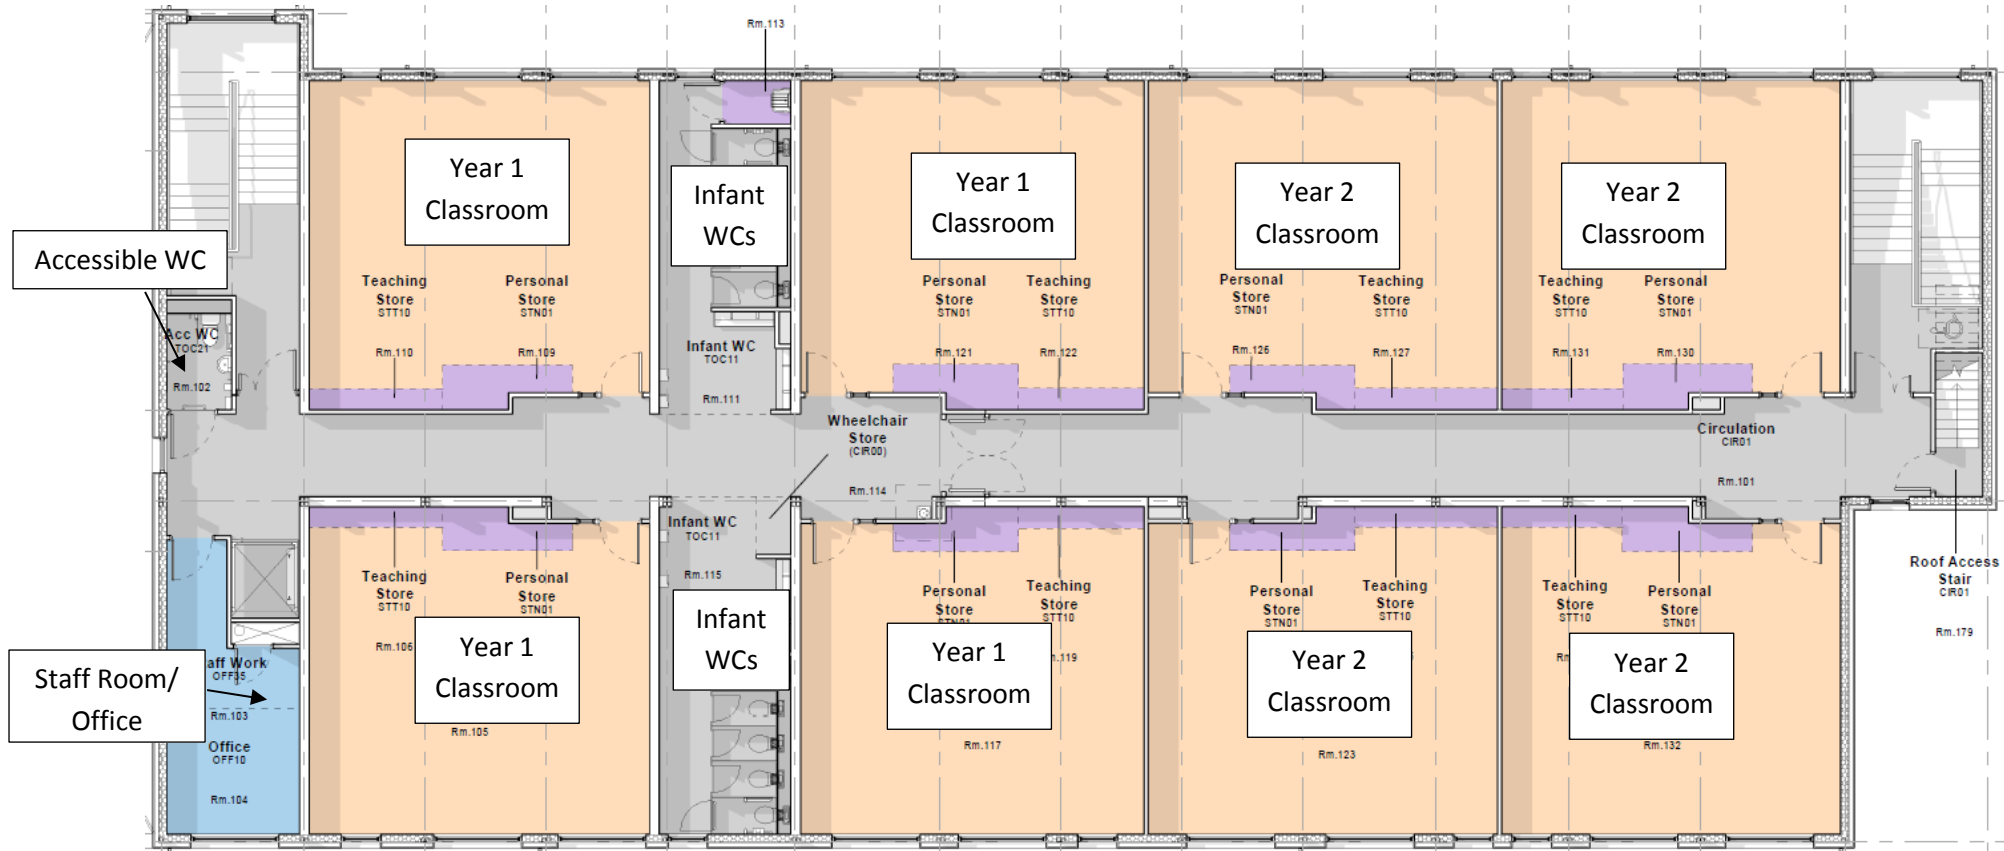 Rm.113
Year 1
Classroom
Infant
WCs
Year 1
Classroom
Year 2
Classroom
Year 2
Classroom
Accessible WC
Teaching
Store
STT10
Personal
Store
STN01
Personal
Store
STN01
Teaching
Store
STT10
Personal
Store
STN01
Teaching
Store
STT10
Teaching
Store
STT10
Personal
Store
STN01
Acc WC
TOC21
Rm.102
Rm.110
Rm.109
Infant WC
TOC11
Rm.111
Rm.121
Rm.122
Rm.126
Rm.127
Rm.131
Rm.130
Wheelchair
Store
(CIR00)
Rm.114
Circulation
CIR01
Rm.101
Infant WC
TOC11
Rm.115
Teaching
Store
STT10
Personal
Store
STN01
Personal
Store
STN01
Teaching
Store
STT10
Personal
Store
STN01
Teaching
Store
STT10
Teaching
Store
STT10
Personal
Store
STN01
Roof Access
Stair
CIR01
Rm.179
Rm.106
Year 1
Classroom
Rm.105
Infant
WCs
Year 1
Classroom
.119
Rm.117
Year 2
Classroom
Rm.123
Year 2
Classroom
Rm.132
Staff Room/
Office
aff Work
OFF35
Rm.103
Office
OFF10
Rm.104